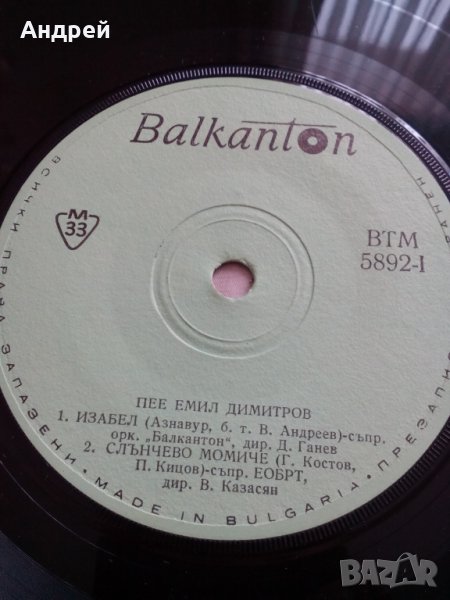 Андрей
Balkanton
М
33
ВТМ
5892-I
ПЕЕ ЕМИЛ ДИМИТРОВ
1. ИЗАБЕЛ (Азнавур, б. т. В. Андреев)-съпр.
орк. „Балкантон", дир. Д. Ганев
2. СЛЪНЧЕВО МОМИЧЕ (Г. Костов,
П. Кицов)-съпр. ЕОБРТ,
дир. В. Казасян
ВСИЧКИ ПРАВА ЗАПАЗЕНИ • MADE IN BULGARIA •
BAZAR